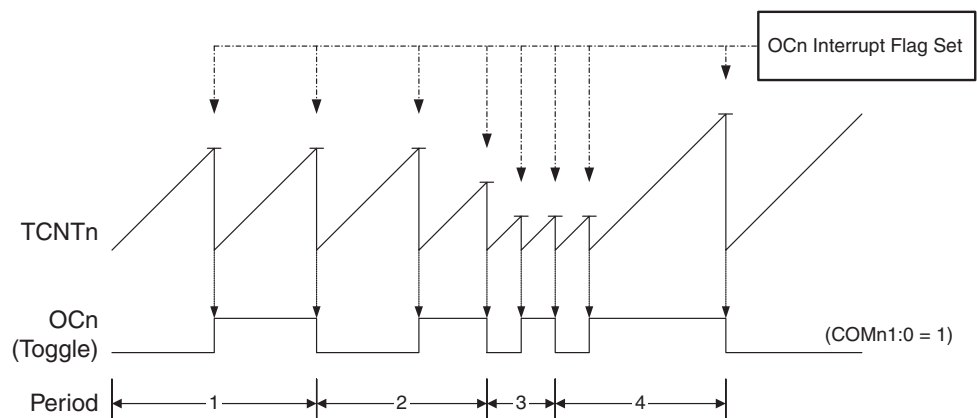 OCn Interrupt Flag Set
TCNTn
OCn
(Toggle)
(COMn1:0 = 1)
Period
1
2
3
4